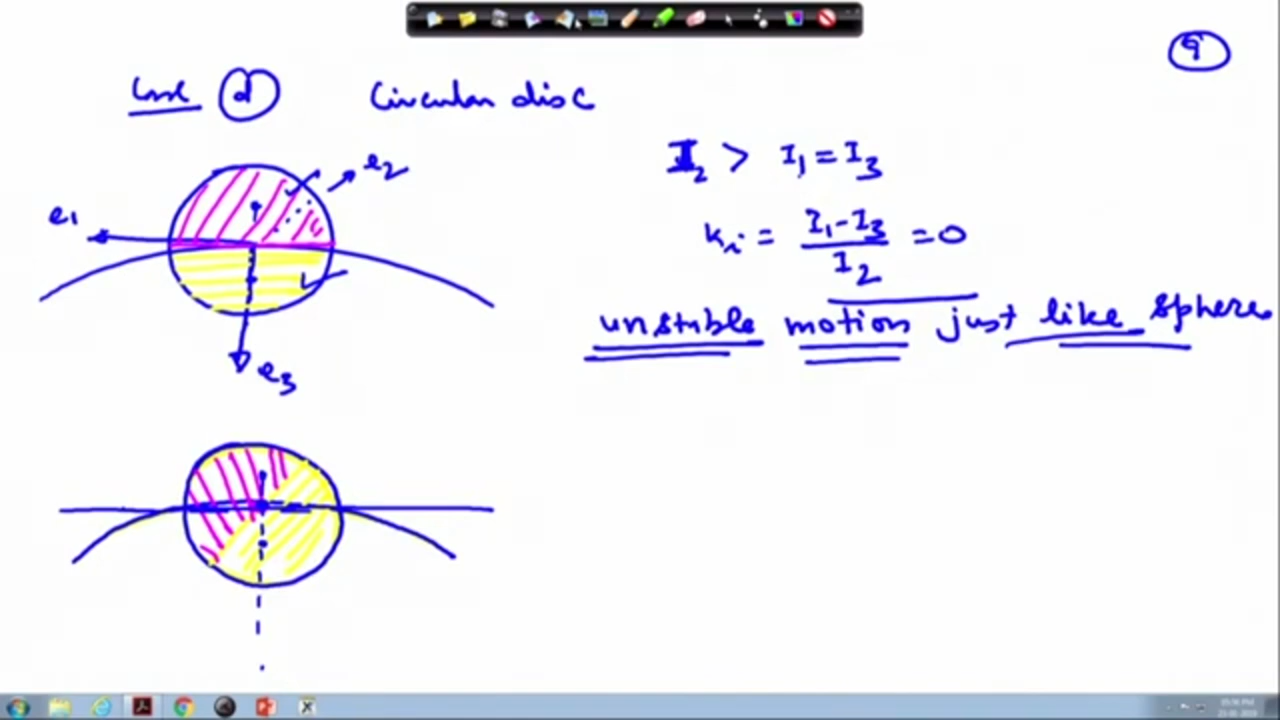 9
Case d Circular disc
I2 > I1 = I3
e2
e1
ki = (I1 - I3) / I2 = 0
unstable motion just like sphere
e3